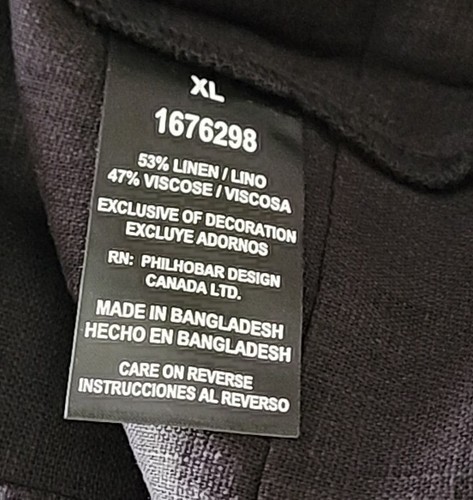 XL
1676298
53% LINEN / LINO
47% VISCOSE / VISCOSA
EXCLUSIVE OF DECORATION
EXCLUYE ADORNOS
RN: PHILHOBAR DESIGN
CANADA LTD.
MADE IN BANGLADESH
HECHO EN BANGLADESH
CARE ON REVERSE
INSTRUCCIONES AL REVERSO